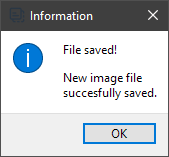 Information
File saved!
New image file
succesfully saved.
OK